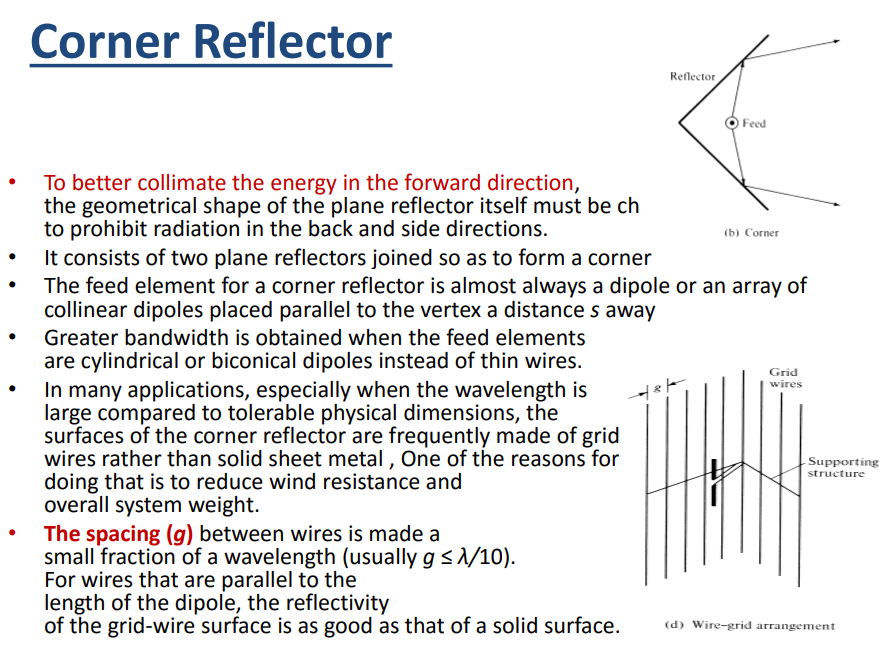 Corner Reflector
Reflector
Feed
(b) Corner
• To better collimate the energy in the forward direction,
the geometrical shape of the plane reflector itself must be ch
to prohibit radiation in the back and side directions.
• It consists of two plane reflectors joined so as to form a corner
• The feed element for a corner reflector is almost always a dipole or an array of
collinear dipoles placed parallel to the vertex a distance s away
• Greater bandwidth is obtained when the feed elements
are cylindrical or biconical dipoles instead of thin wires.
• In many applications, especially when the wavelength is
large compared to tolerable physical dimensions, the
surfaces of the corner reflector are frequently made of grid
wires rather than solid sheet metal , One of the reasons for
doing that is to reduce wind resistance and
overall system weight.
• The spacing (g) between wires is made a
small fraction of a wavelength (usually g ≤ λ/10).
For wires that are parallel to the
length of the dipole, the reflectivity
of the grid-wire surface is as good as that of a solid surface.
g
Grid
wires
Supporting
structure
(d) Wire–grid arrangement